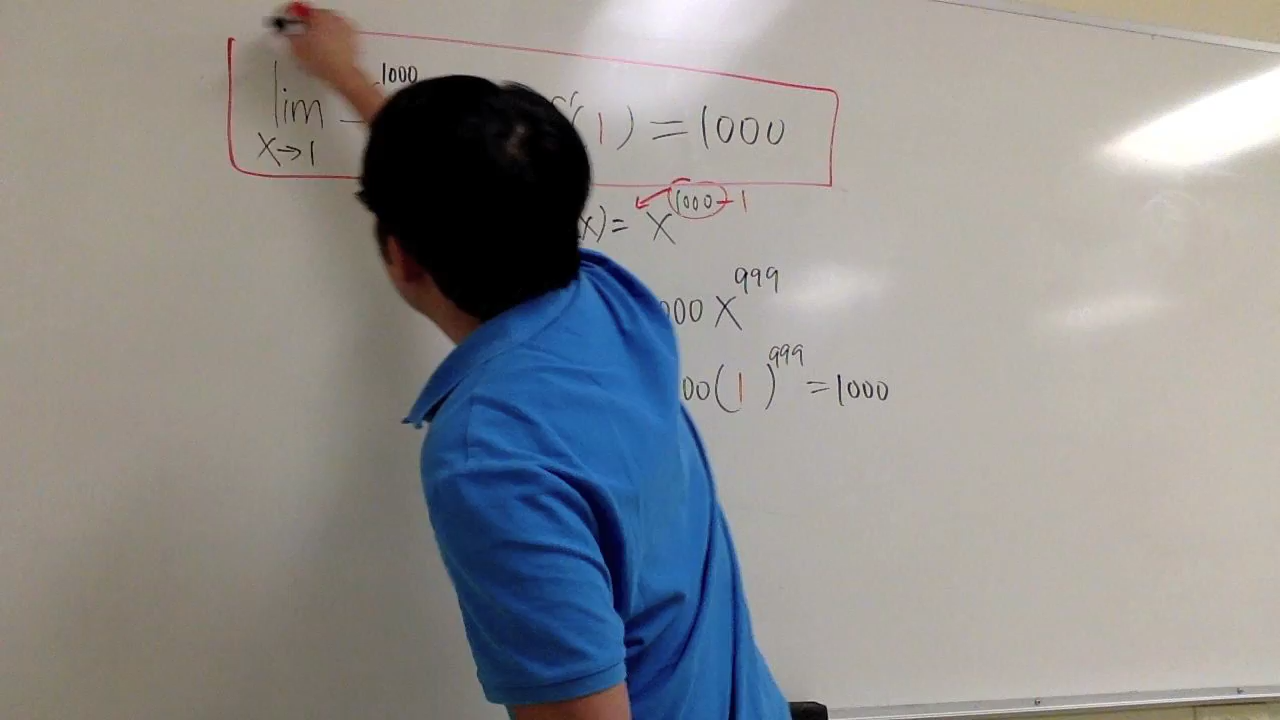 lim 1000 (1) = 1000
x→1
x) = x^1000-1
000 x^999
00(1)^999 = 1000